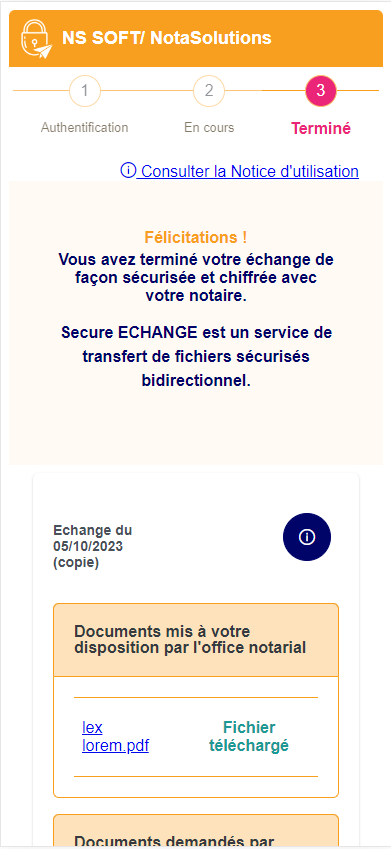 NS SOFT/ NotaSolutions
1
2
3
Authentification
En cours
Terminé
Consulter la Notice d'utilisation
Félicitations !
Vous avez terminé votre échange de
façon sécurisée et chiffrée avec
votre notaire.
Secure ECHANGE est un service de
transfert de fichiers sécurisés
bidirectionnel.
Echange du
05/10/2023
(copie)
Documents mis à votre
disposition par l'office notarial
lex
lorem.pdf
Fichier
téléchargé
Documents demandés par